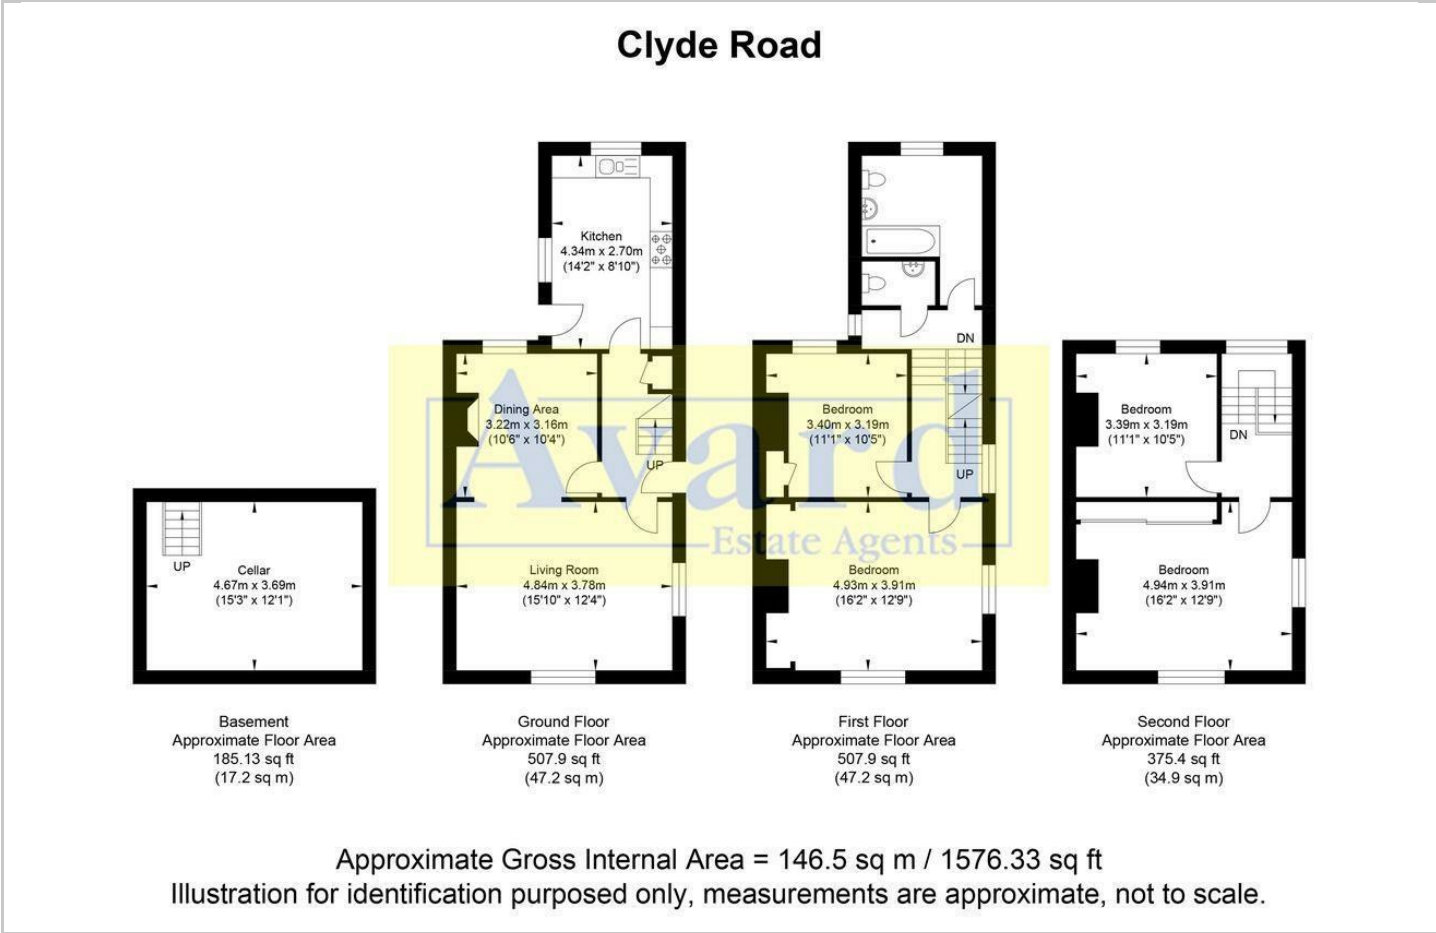 Clyde Road
Kitchen
4.34m x 2.70m
(14'2" x 8'10")
DN
Dining Area
3.22m x 3.16m
(10'6" x 10'4")
UP
Bedroom
3.40m x 3.19m
(11'1" x 10'5")
UP
Bedroom
3.39m x 3.19m
(11'1" x 10'5")
DN
Avard
Estate Agents
UP
Cellar
4.67m x 3.69m
(15'3" x 12'1")
Living Room
4.84m x 3.78m
(15'10" x 12'4")
Bedroom
4.93m x 3.91m
(16'2" x 12'9")
Bedroom
4.94m x 3.91m
(16'2" x 12'9")
Basement
Approximate Floor Area
185.13 sq ft
(17.2 sq m)
Ground Floor
Approximate Floor Area
507.9 sq ft
(47.2 sq m)
First Floor
Approximate Floor Area
507.9 sq ft
(47.2 sq m)
Second Floor
Approximate Floor Area
375.4 sq ft
(34.9 sq m)
Approximate Gross Internal Area = 146.5 sq m / 1576.33 sq ft
Illustration for identification purposed only, measurements are approximate, not to scale.